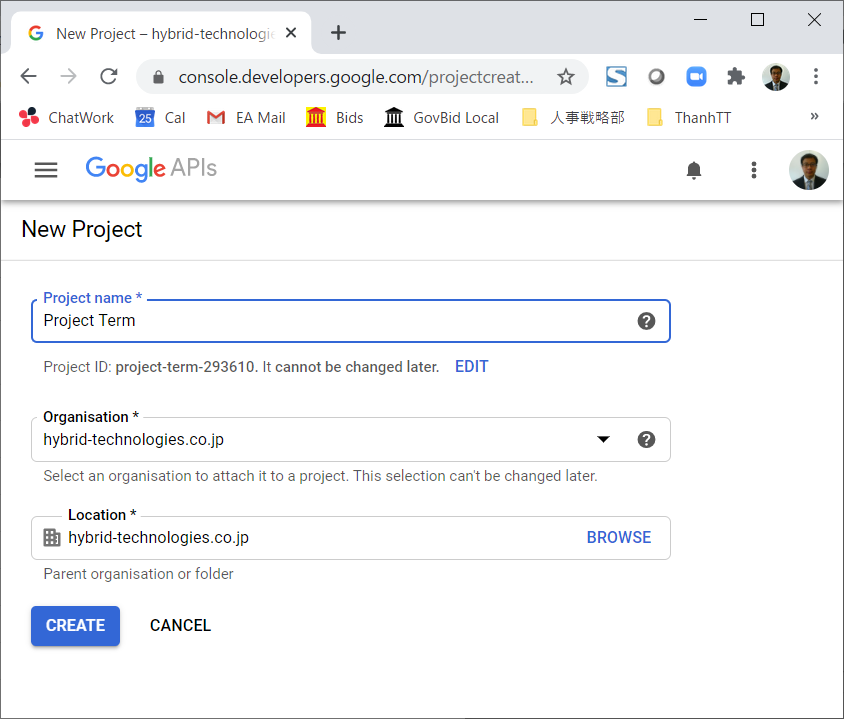 New Project – hybrid-technologie
console.developers.google.com/projectcreat...
ChatWork
25
Cal
EA Mail
Bids
GovBid Local
人事戦略部
ThanhTT
»
Google APIs
New Project
Project name *
Project Term
Project ID: project-term-293610. It cannot be changed later. EDIT
Organisation *
hybrid-technologies.co.jp
Select an organisation to attach it to a project. This selection can't be changed later.
Location *
hybrid-technologies.co.jp BROWSE
Parent organisation or folder
CREATE CANCEL